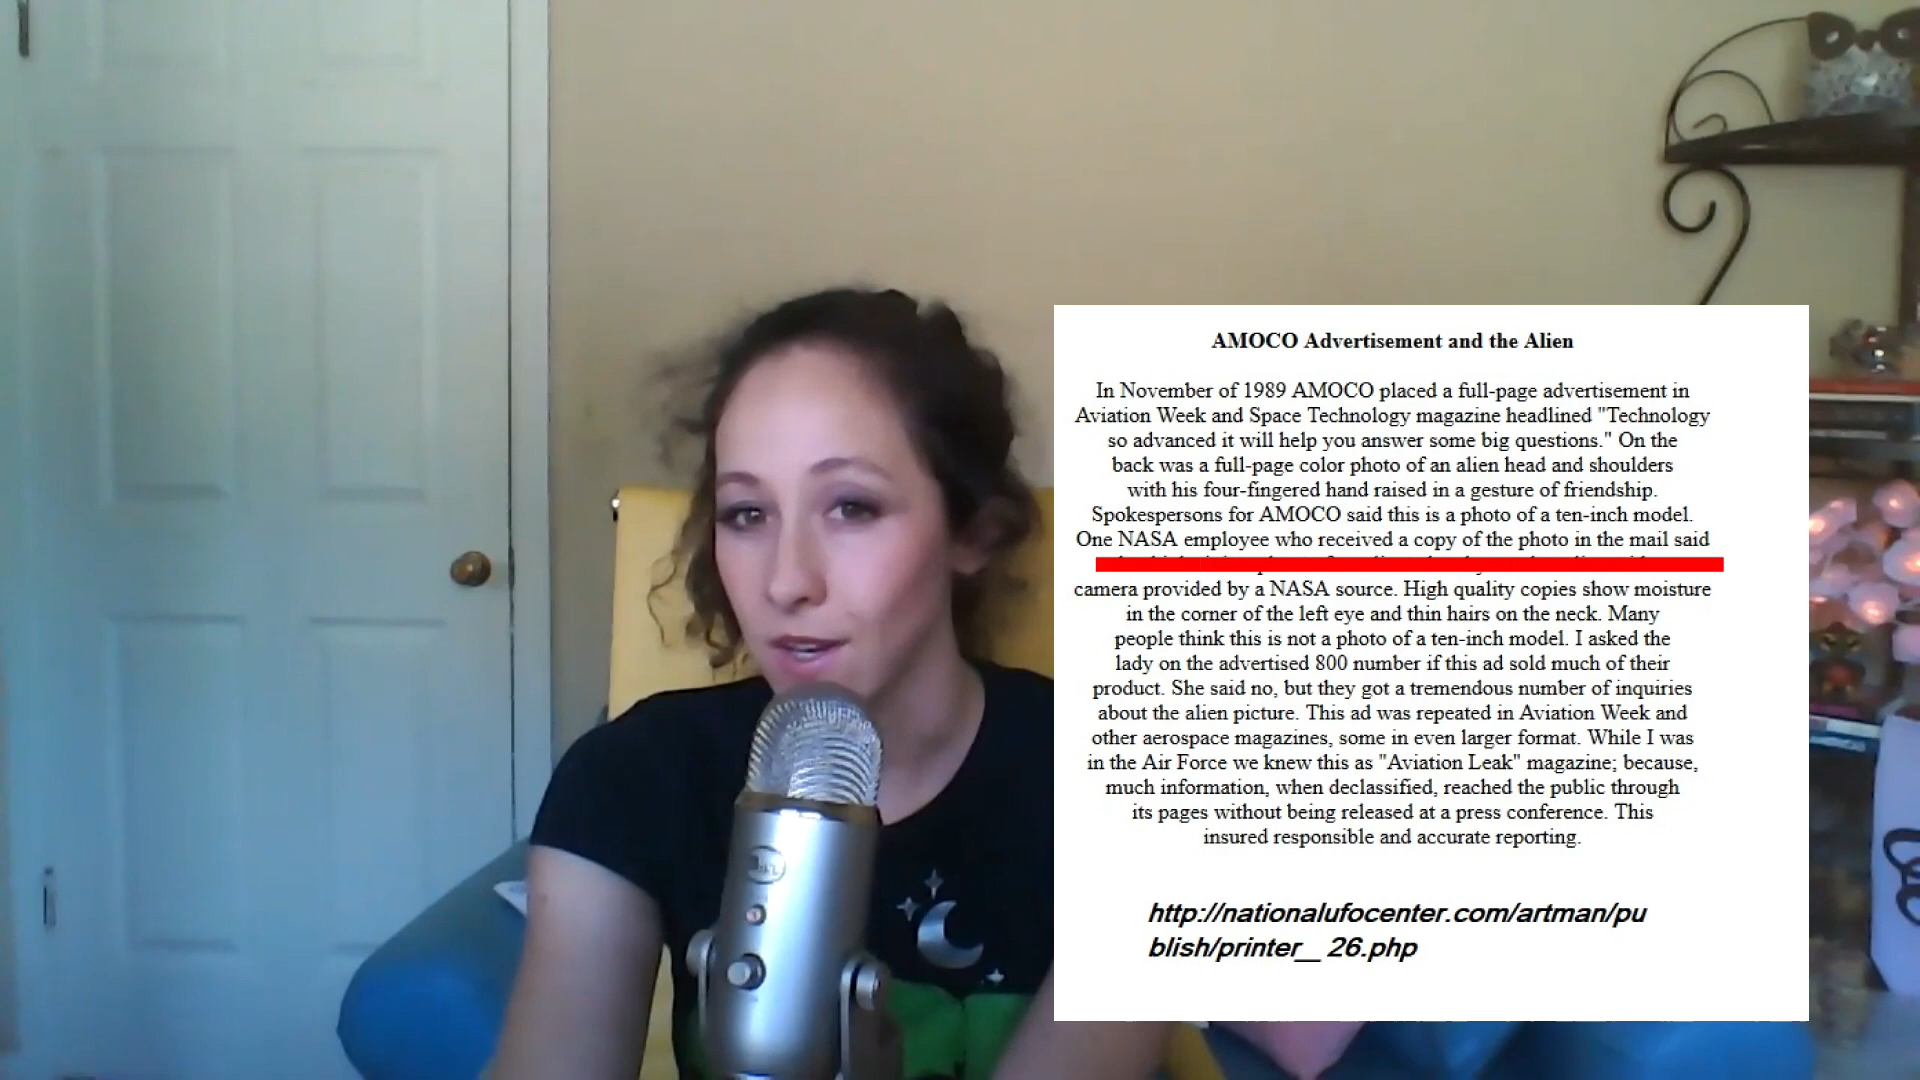 AMOCO Advertisement and the Alien
In November of 1989 AMOCO placed a full-page advertisement in
Aviation Week and Space Technology magazine headlined "Technology
so advanced it will help you answer some big questions." On the
back was a full-page color photo of an alien head and shoulders
with his four-fingered hand raised in a gesture of friendship.
Spokespersons for AMOCO said this is a photo of a ten-inch model.
One NASA employee who received a copy of the photo in the mail said
camera provided by a NASA source. High quality copies show moisture
in the corner of the left eye and thin hairs on the neck. Many
people think this is not a photo of a ten-inch model. I asked the
lady on the advertised 800 number if this ad sold much of their
product. She said no, but they got a tremendous number of inquiries
about the alien picture. This ad was repeated in Aviation Week and
other aerospace magazines, some in even larger format. While I was
in the Air Force we knew this as "Aviation Leak" magazine; because,
much information, when declassified, reached the public through
its pages without being released at a press conference. This
insured responsible and accurate reporting.
http://nationalufocenter.com/artman/pu
blish/printer__ 26.php